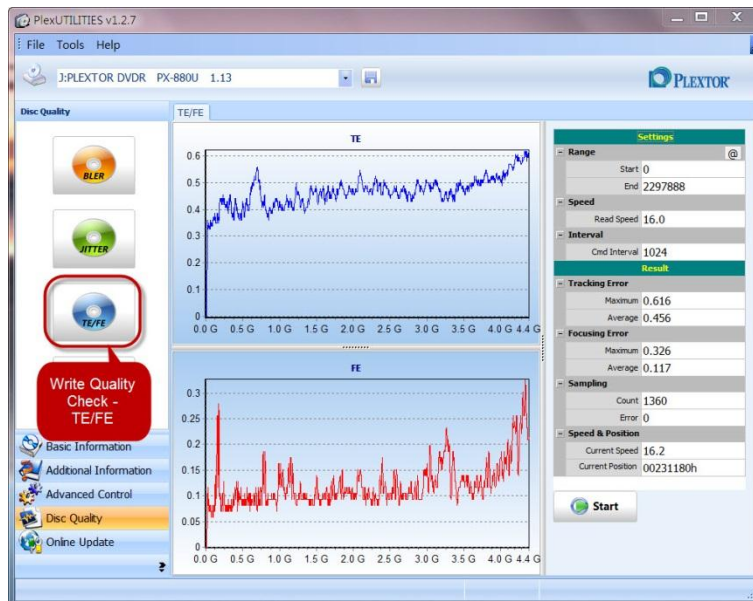 PlexUTILITIES v1.2.7
File Tools Help
J:PLEXTOR DVDR PX-880U 1.13
PLEXTOR
Disc Quality
BLER
JITTER
TE/FE
Write Quality
Check -
TE/FE
Basic Information
Additional Information
Advanced Control
Disc Quality
Online Update
TE/FE
TE
0.6
0.5
0.4
0.3
0.2
0.1
0
0.0 G 0.5 G 1.0 G 1.5 G 2.0 G 2.5 G 3.0 G 3.5 G 4.0 G 4.4 G
FE
0.3
0.25
0.2
0.15
0.1
0.05
0
0.0 G 0.5 G 1.0 G 1.5 G 2.0 G 2.5 G 3.0 G 3.5 G 4.0 G 4.4 G
Settings
Range @
Start 0
End 2297888
Speed
Read Speed 16.0
Interval
Cmd Interval 1024
Result
Tracking Error
Maximum 0.616
Average 0.456
Focusing Error
Maximum 0.326
Average 0.117
Sampling
Count 1360
Error 0
Speed & Position
Current Speed 16.2
Current Position 00231180h
Start